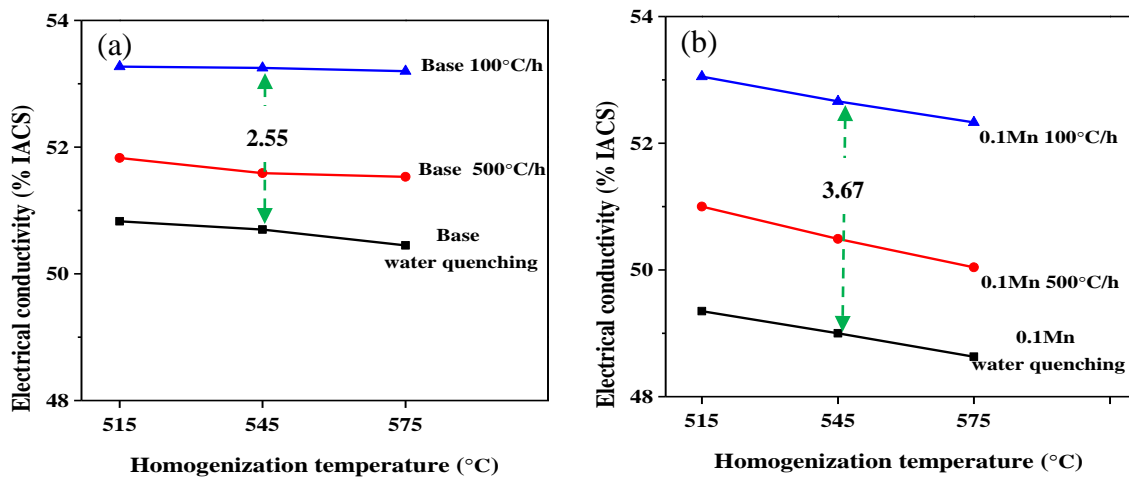 (a)
54
52
50
48
Electrical conductivity (% IACS)
Base 100°C/h
2.55
Base 500°C/h
Base
water quenching
515 545 575
Homogenization temperature (°C)
(b)
54
52
50
48
Electrical conductivity (% IACS)
0.1Mn 100°C/h
3.67
0.1Mn 500°C/h
0.1Mn
water quenching
515 545 575
Homogenization temperature (°C)